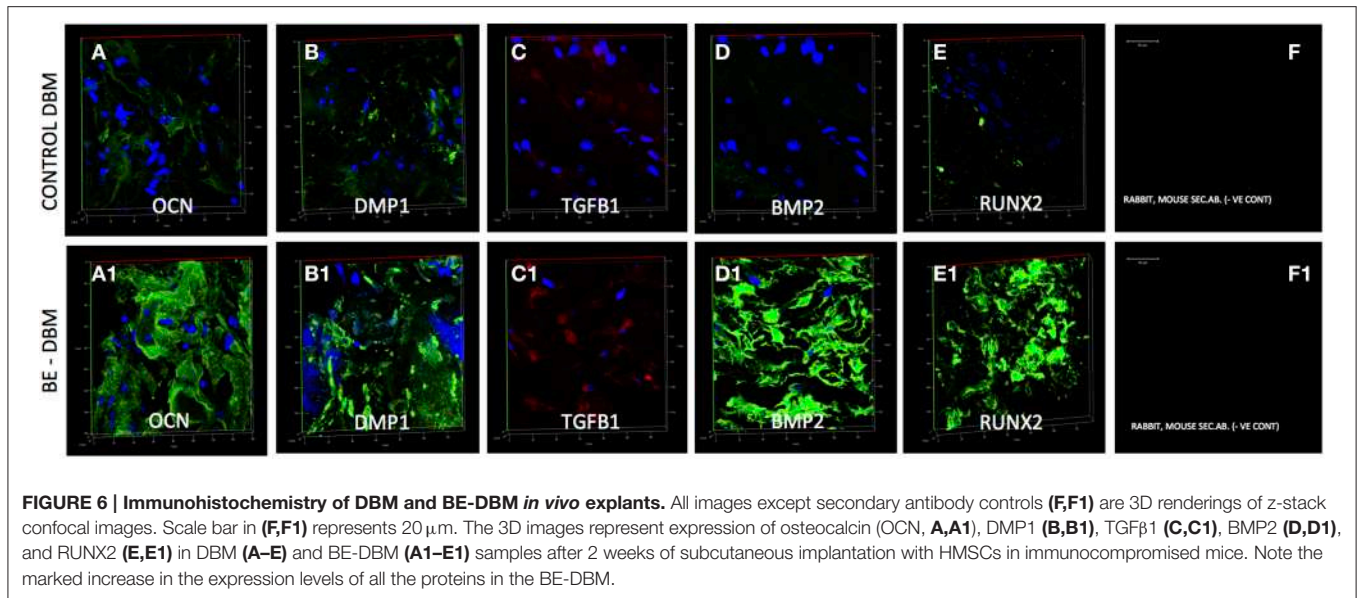 CONTROL DBM
A
B
C
D
E
F
OCN
DMP1
TGFB1
BMP2
RUNX2
RABBIT, MOUSE SEC.AB. (- VE CONT)
BE - DBM
A1
B1
C1
D1
E1
F1
OCN
DMP1
TGFB1
BMP2
RUNX2
RABBIT, MOUSE SEC.AB. (- VE CONT)
FIGURE 6 | Immunohistochemistry of DBM and BE-DBM in vivo explants. All images except secondary antibody controls (F,F1) are 3D renderings of z-stack
confocal images. Scale bar in (F,F1) represents 20 μm. The 3D images represent expression of osteocalcin (OCN, A,A1), DMP1 (B,B1), TGFβ1 (C,C1), BMP2 (D,D1),
and RUNX2 (E,E1) in DBM (A–E) and BE-DBM (A1–E1) samples after 2 weeks of subcutaneous implantation with HMSCs in immunocompromised mice. Note the
marked increase in the expression levels of all the proteins in the BE-DBM.